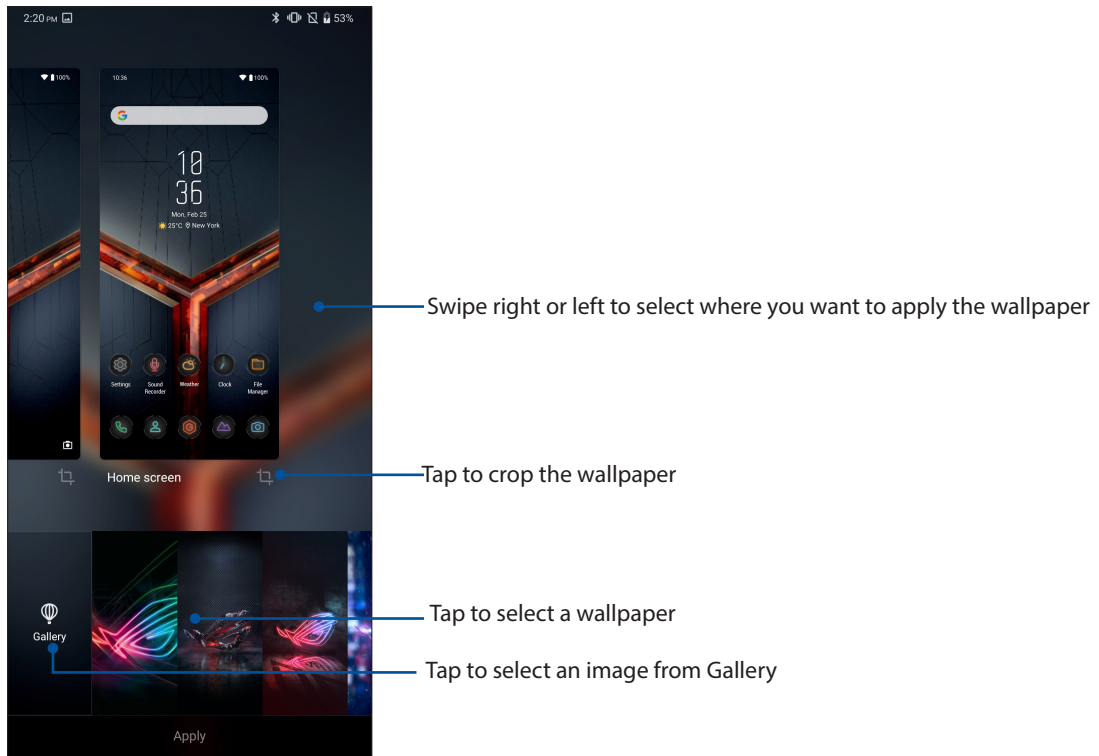 2:20 PM 53%
100%
10:36 100%
G
10
36
Mon, Feb 25
25°C New York
Swipe right or left to select where you want to apply the wallpaper
Settings Sound Recorder Weather Clock File Manager
Home screen
Tap to crop the wallpaper
Tap to select a wallpaper
Gallery
Tap to select an image from Gallery
Apply